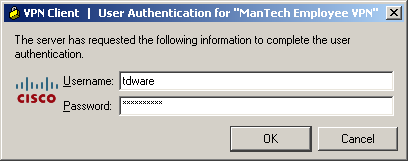 VPN Client | User Authentication for "ManTech Employee VPN"
The server has requested the following information to complete the user
authentication.
CISCO
Username: tdware
Password: **********
OK Cancel